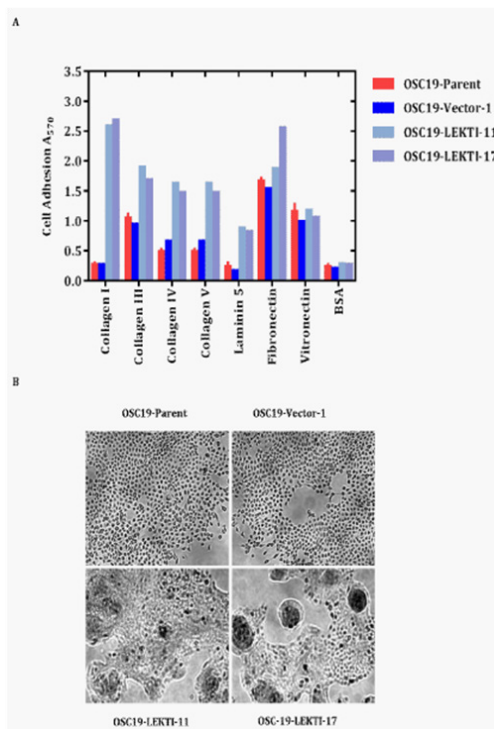 A
Cell Adhesion A570
3.5
3.0
2.5
2.0
1.5
1.0
0.5
0.0
OSC19-Parent
OSC19-Vector-1
OSC19-LEKTI-11
OSC19-LEKTI-17
Collagen I
Collagen III
Collagen IV
Collagen V
Laminin 5
Fibronectin
Vitronectin
BSA
B
OSC19-Parent
OSC19-Vector-1
OSC19-LEKTI-11
OSC-19-LEKTI-17